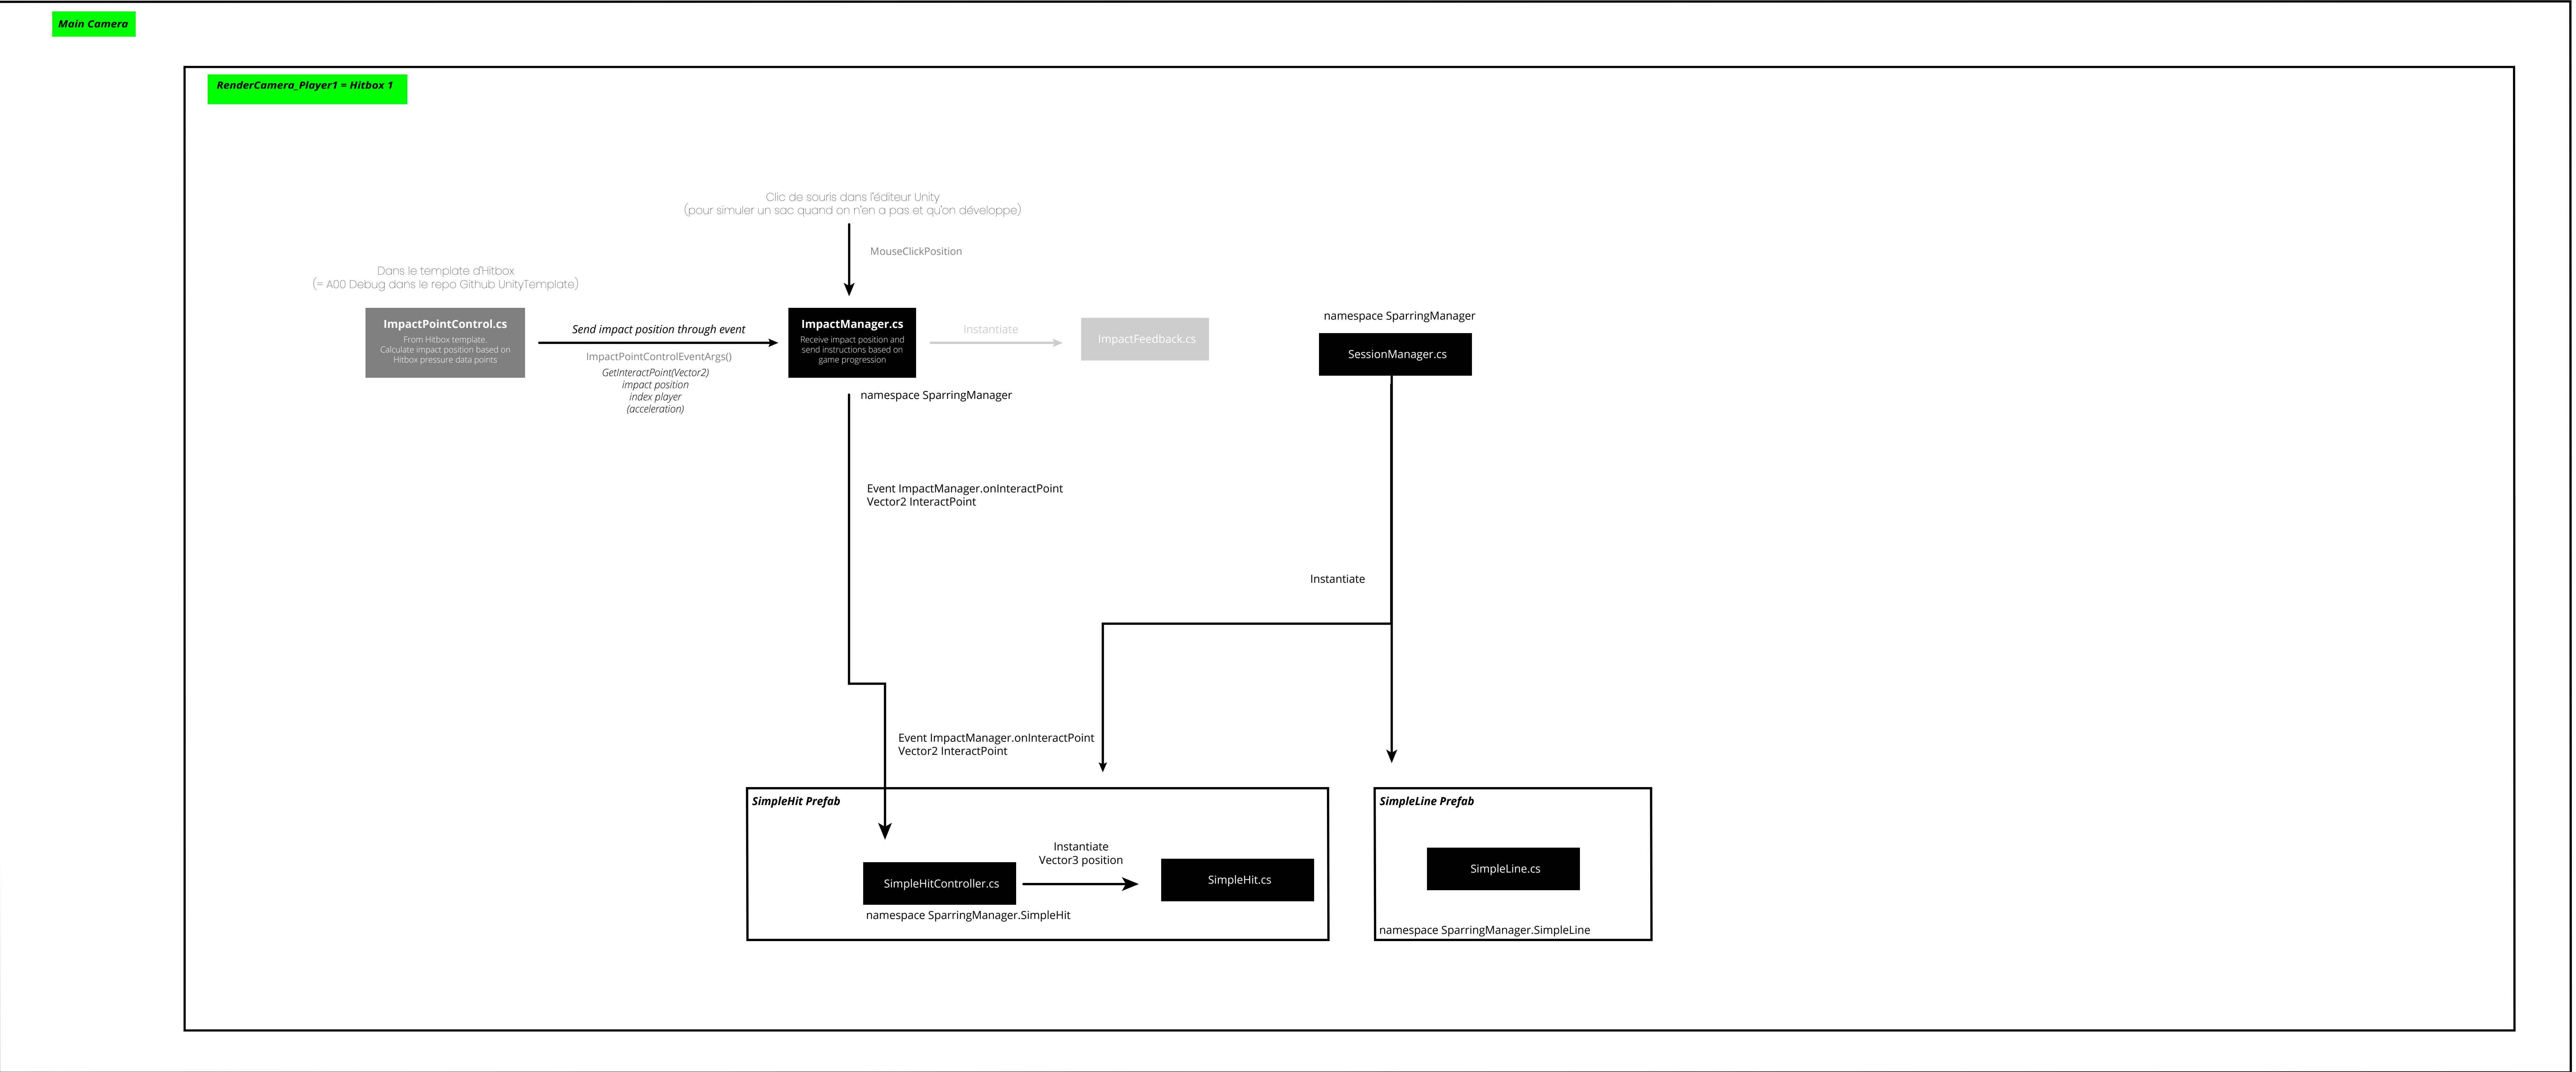 Main Camera
RenderCamera_Player1 = Hitbox 1
Clic de souris dans l'éditeur Unity
(pour simuler un sac quand on n'en a pas et qu'on développe)
MouseClickPosition
Dans le template d'Hitbox
(= A00 Debug dans le repo Github UnityTemplate)
ImpactPointControl.cs
From Hitbox template.
Calculate impact position based on
Hitbox pressure data points
Send impact position through event
ImpactPointControlEventArgs()
GetInteractPoint(Vector2)
impact position
index player
(acceleration)
ImpactManager.cs
Receive impact position and
send instructions based on
game progression
namespace SparringManager
Instantiate
ImpactFeedback.cs
namespace SparringManager
SessionManager.cs
Event ImpactManager.onInteractPoint
Vector2 InteractPoint
Instantiate
Event ImpactManager.onInteractPoint
Vector2 InteractPoint
SimpleHit Prefab
SimpleHitController.cs
namespace SparringManager.SimpleHit
Instantiate
Vector3 position
SimpleHit.cs
SimpleLine Prefab
SimpleLine.cs
namespace SparringManager.SimpleLine